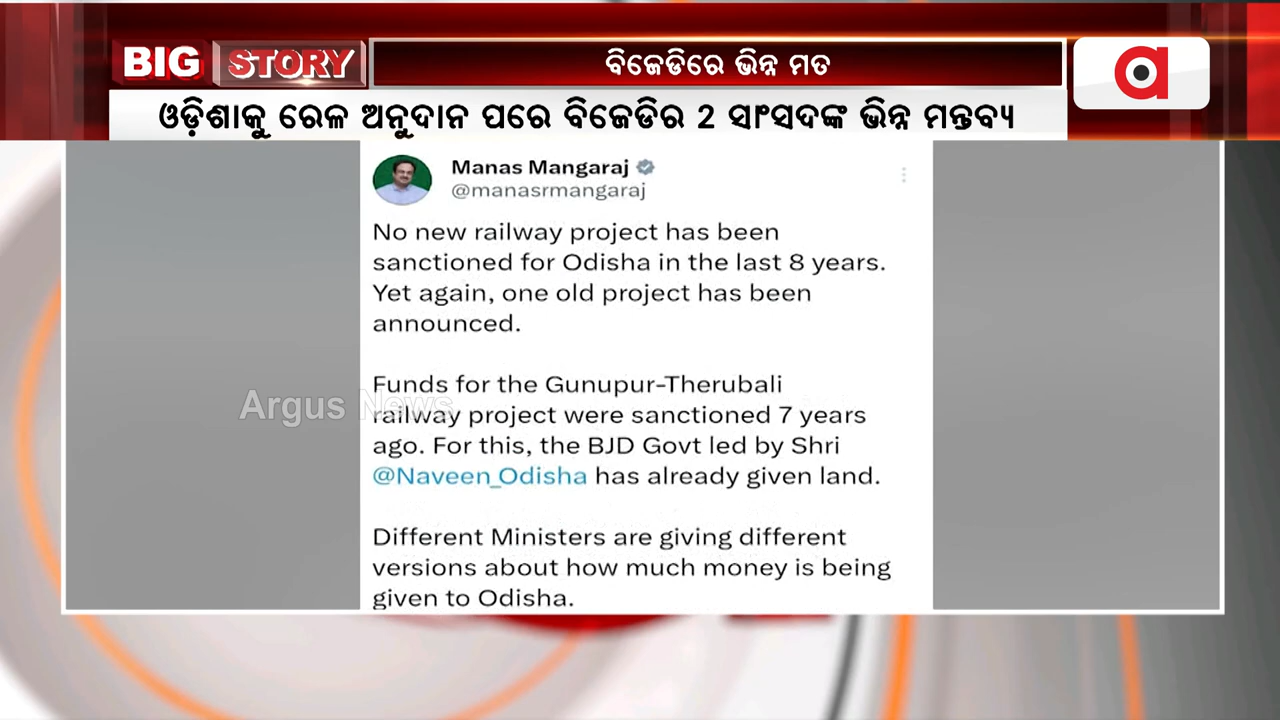 BIG STORY
ବିଜେଡିରେ ଭିନ୍ନ ମତ
ଓଡ଼ିଶାକୁ ରେଳ ଅନୁଦାନ ପରେ ବିଜେଡିର 2 ସାଂସଦଙ୍କ ଭିନ୍ନ ମନ୍ତବ୍ୟ
Manas Mangaraj
@manasrmangaraj
No new railway project has been
sanctioned for Odisha in the last 8 years.
Yet again, one old project has been
announced.
Funds for the Gunupur-Therubali
Argus News
railway project were sanctioned 7 years
ago. For this, the BJD Govt led by Shri
@Naveen_Odisha has already given land.
Different Ministers are giving different
versions about how much money is being
given to Odisha.